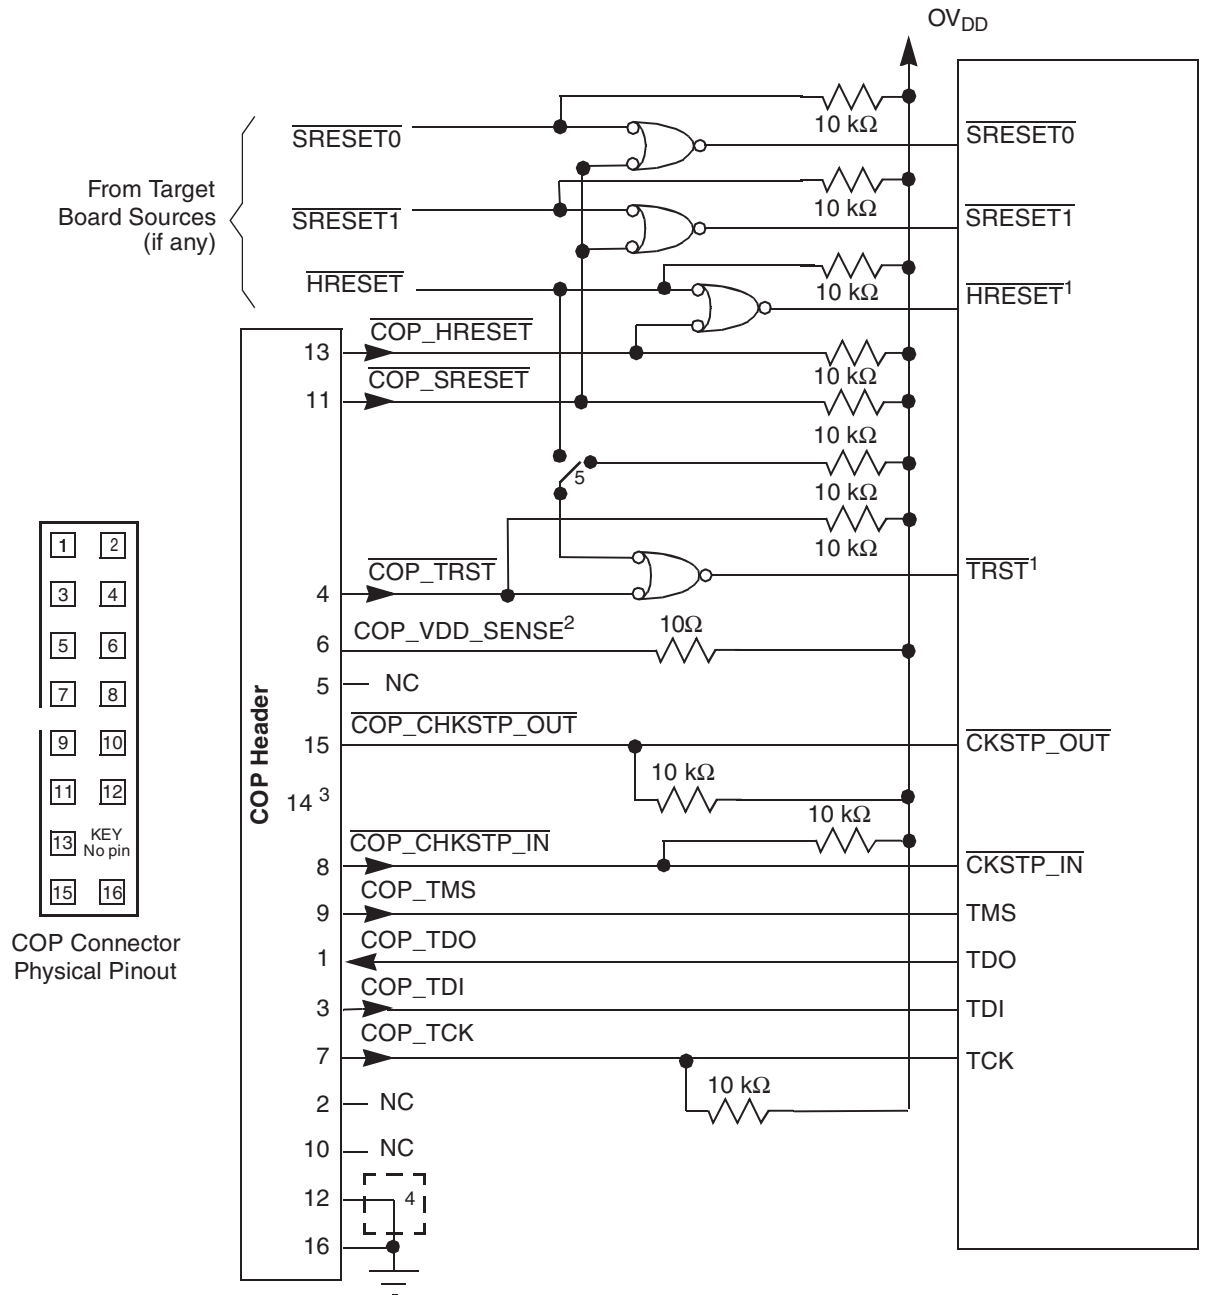 OVDD
10 kΩ
SRESET0
SRESET0
From Target
Board Sources
(if any)
10 kΩ
SRESET1
SRESET1
HRESET
10 kΩ
HRESET1
13
COP_HRESET
10 kΩ
11
COP_SRESET
10 kΩ
5
10 kΩ
10 kΩ
4
COP_TRST
TRST1
6
COP_VDD_SENSE2
10Ω
5
NC
15
COP_CHKSTP_OUT
CKSTP_OUT
10 kΩ
COP Header
14 3
10 kΩ
8
COP_CHKSTP_IN
CKSTP_IN
9
COP_TMS
TMS
1
COP_TDO
TDO
3
COP_TDI
TDI
7
COP_TCK
TCK
10 kΩ
2
NC
10
NC
12
4
16
1 2
3 4
5 6
7 8
9 10
11 12
13 KEY
No pin
15 16
COP Connector
Physical Pinout